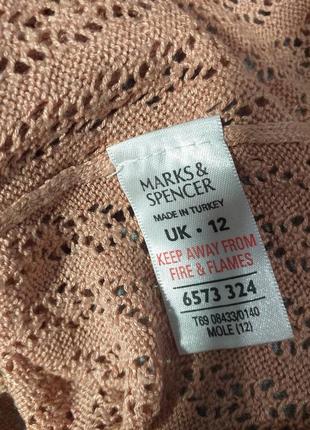 MARKS &
SPENCER
MADE IN TURKEY
UK • 12
KEEP AWAY FROM
FIRE & FLAMES
6573 324
T69 08433/0140
MOLE (12)